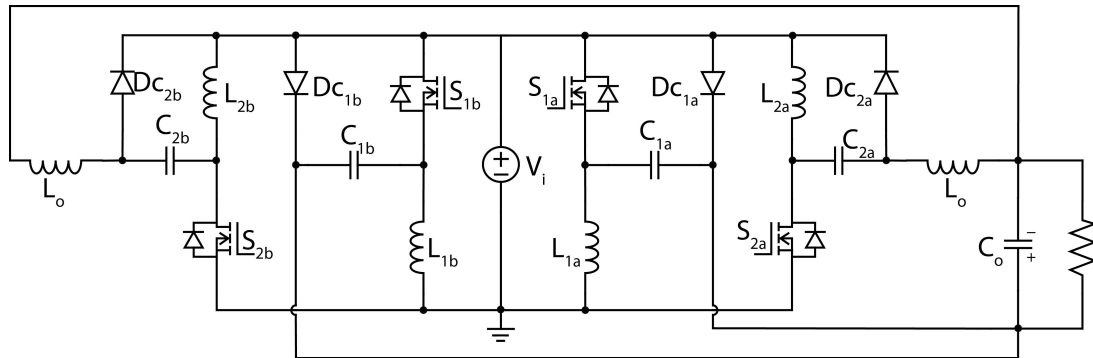 Dc2b
L2b
Dc1b
S1b
S1a
Dc1a
L2a
Dc2a
C2b
C1b
+
−
Vi
C1a
C2a
Lo
Lo
S2b
L1b
L1a
S2a
Co
−
+